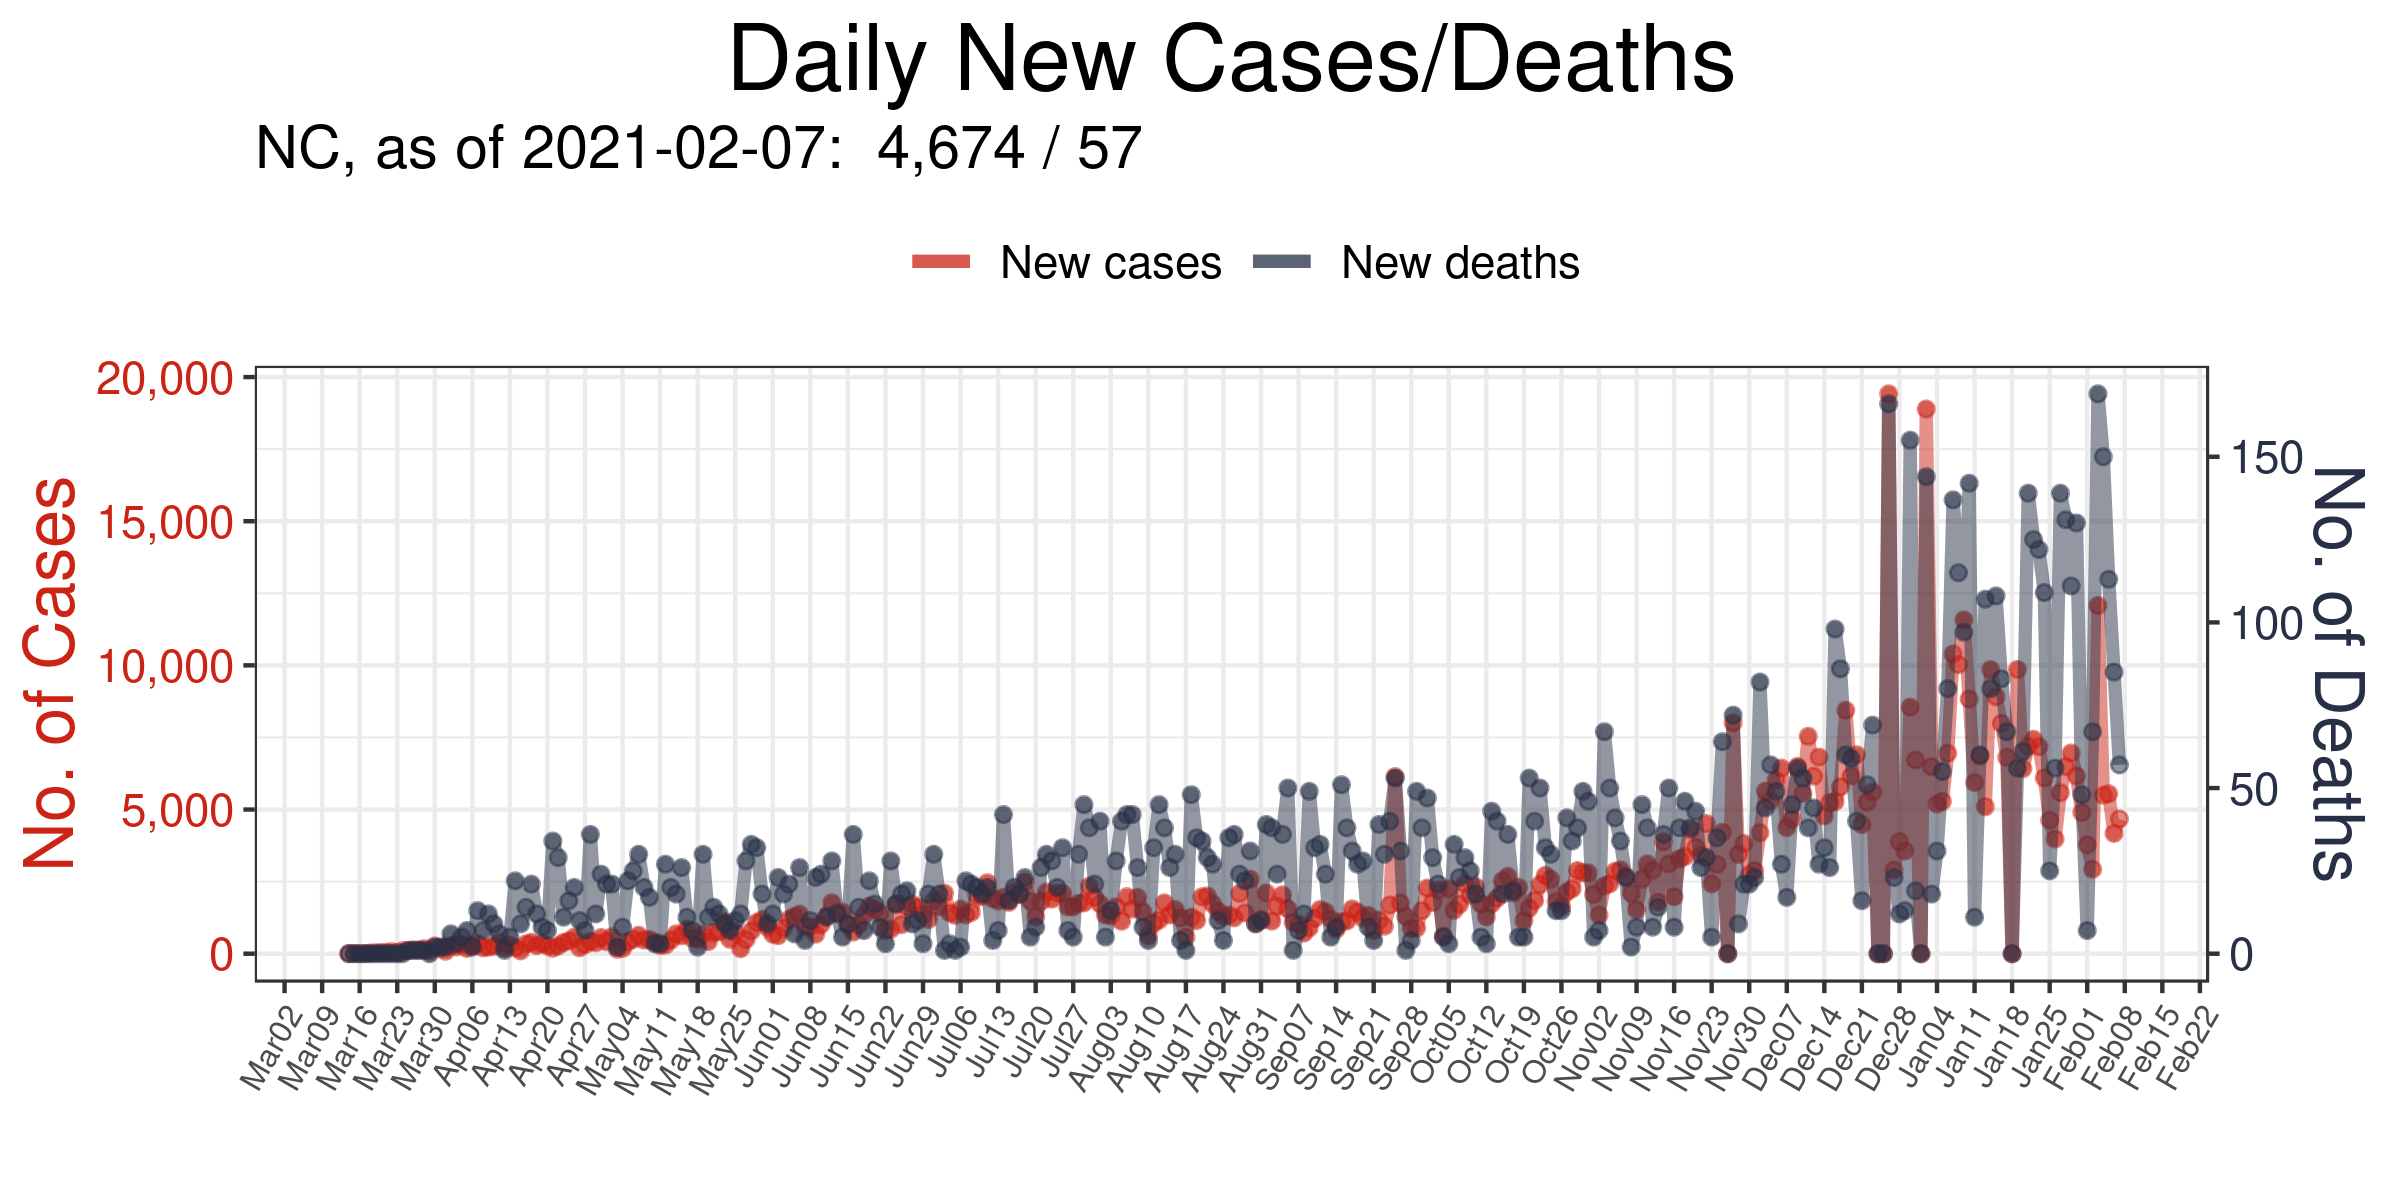 Daily New Cases/Deaths
NC, as of 2021-02-07:  4,674 / 57
New cases
New deaths
No. of Cases
20,000
15,000
10,000
5,000
0
150
100
50
0
No. of Deaths
Mar02
Mar09
Mar16
Mar23
Mar30
Apr06
Apr13
Apr20
Apr27
May04
May11
May18
May25
Jun01
Jun08
Jun15
Jun22
Jun29
Jul06
Jul13
Jul20
Jul27
Aug03
Aug10
Aug17
Aug24
Aug31
Sep07
Sep14
Sep21
Sep28
Oct05
Oct12
Oct19
Oct26
Nov02
Nov09
Nov16
Nov23
Nov30
Dec07
Dec14
Dec21
Dec28
Jan04
Jan11
Jan18
Jan25
Feb01
Feb08
Feb15
Feb22